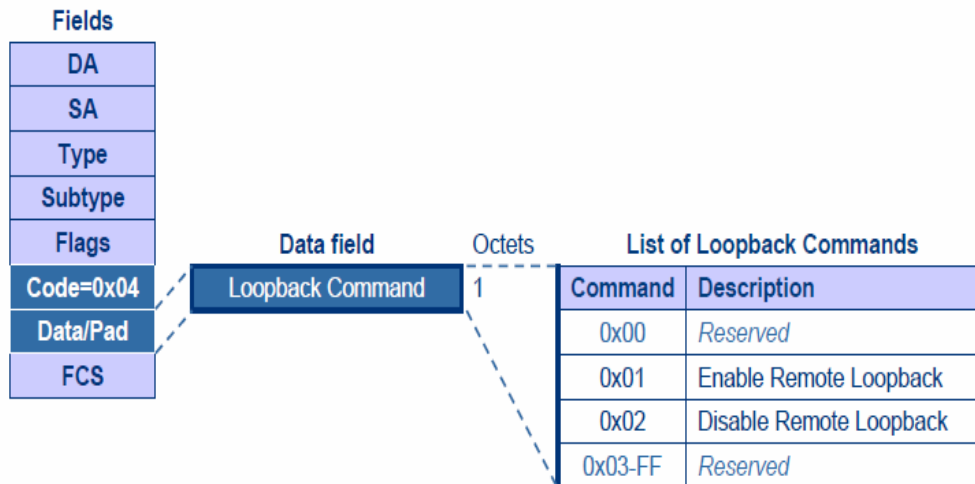 Fields
DA
SA
Type
Subtype
Flags
Code=0x04
Data/Pad
FCS
Data field
Octets
Loopback Command
1
List of Loopback Commands
Command Description
0x00 Reserved
0x01 Enable Remote Loopback
0x02 Disable Remote Loopback
0x03-FF Reserved